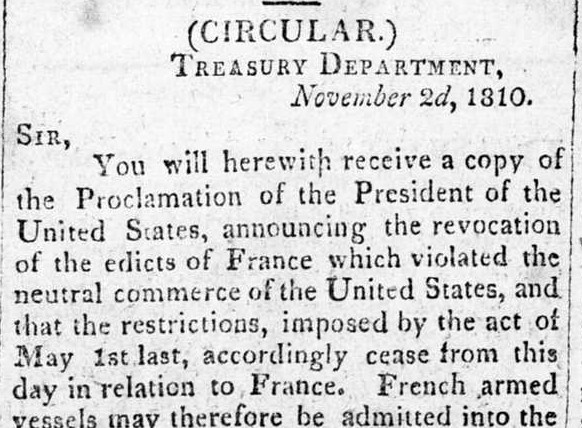 (CIRCULAR.)
TREASURY DEPARTMENT,
November 2d, 1810.
SIR,
You will herewith receive a copy of
the Proclamation of the President of the
United States, announcing the revocation
of the edicts of France which violated the
neutral commerce of the United States, and
that the restrictions, imposed by the act of
May 1st last, accordingly cease from this
day in relation to France. French armed
vessels may therefore be admitted into the